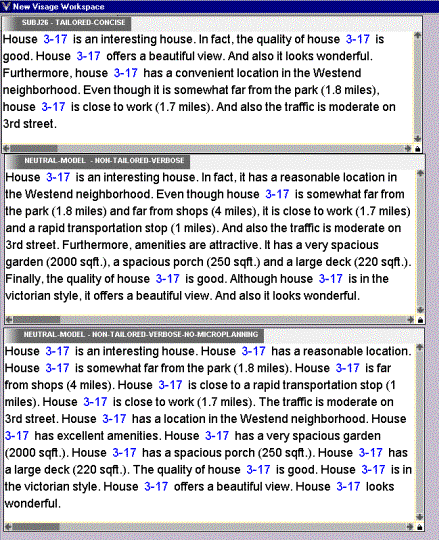 New Visage Workspace
SUBJ26 - TAILORED-CONCISE
House 3-17 is an interesting house. In fact, the quality of house 3-17 is
good. House 3-17 offers a beautiful view. And also it looks wonderful.
Furthermore, house 3-17 has a convenient location in the Westend
neighborhood. Even though it is somewhat far from the park (1.8 miles),
house 3-17 is close to work (1.7 miles). And also the traffic is moderate on
3rd street.
NEUTRAL-MODEL - NON-TAILORED-VERBOSE
House 3-17 is an interesting house. In fact, it has a reasonable location in
the Westend neighborhood. Even though house 3-17 is somewhat far from
the park (1.8 miles) and far from shops (4 miles), it is close to work (1.7 miles)
and a rapid transportation stop (1 miles). And also the traffic is moderate on
3rd street. Furthermore, amenities are attractive. It has a very spacious
garden (2000 sqft.), a spacious porch (250 sqft.) and a large deck (220 sqft.).
Finally, the quality of house 3-17 is good. Although house 3-17 is in the
victorian style, it offers a beautiful view. And also it looks wonderful.
NEUTRAL-MODEL - NON-TAILORED-VERBOSE-NO-MICROPLANNING
House 3-17 is an interesting house. House 3-17 has a reasonable location.
House 3-17 is somewhat far from the park (1.8 miles). House 3-17 is far
from shops (4 miles). House 3-17 is close to a rapid transportation stop (1
miles). House 3-17 is close to work (1.7 miles). The traffic is moderate on
3rd street. House 3-17 has a location in the Westend neighborhood. House
3-17 has excellent amenities. House 3-17 has a very spacious garden
(2000 sqft.). House 3-17 has a spacious porch (250 sqft.). House 3-17 has
a large deck (220 sqft.). The quality of house 3-17 is good. House 3-17 is in
the victorian style. House 3-17 offers a beautiful view. House 3-17 looks
wonderful.